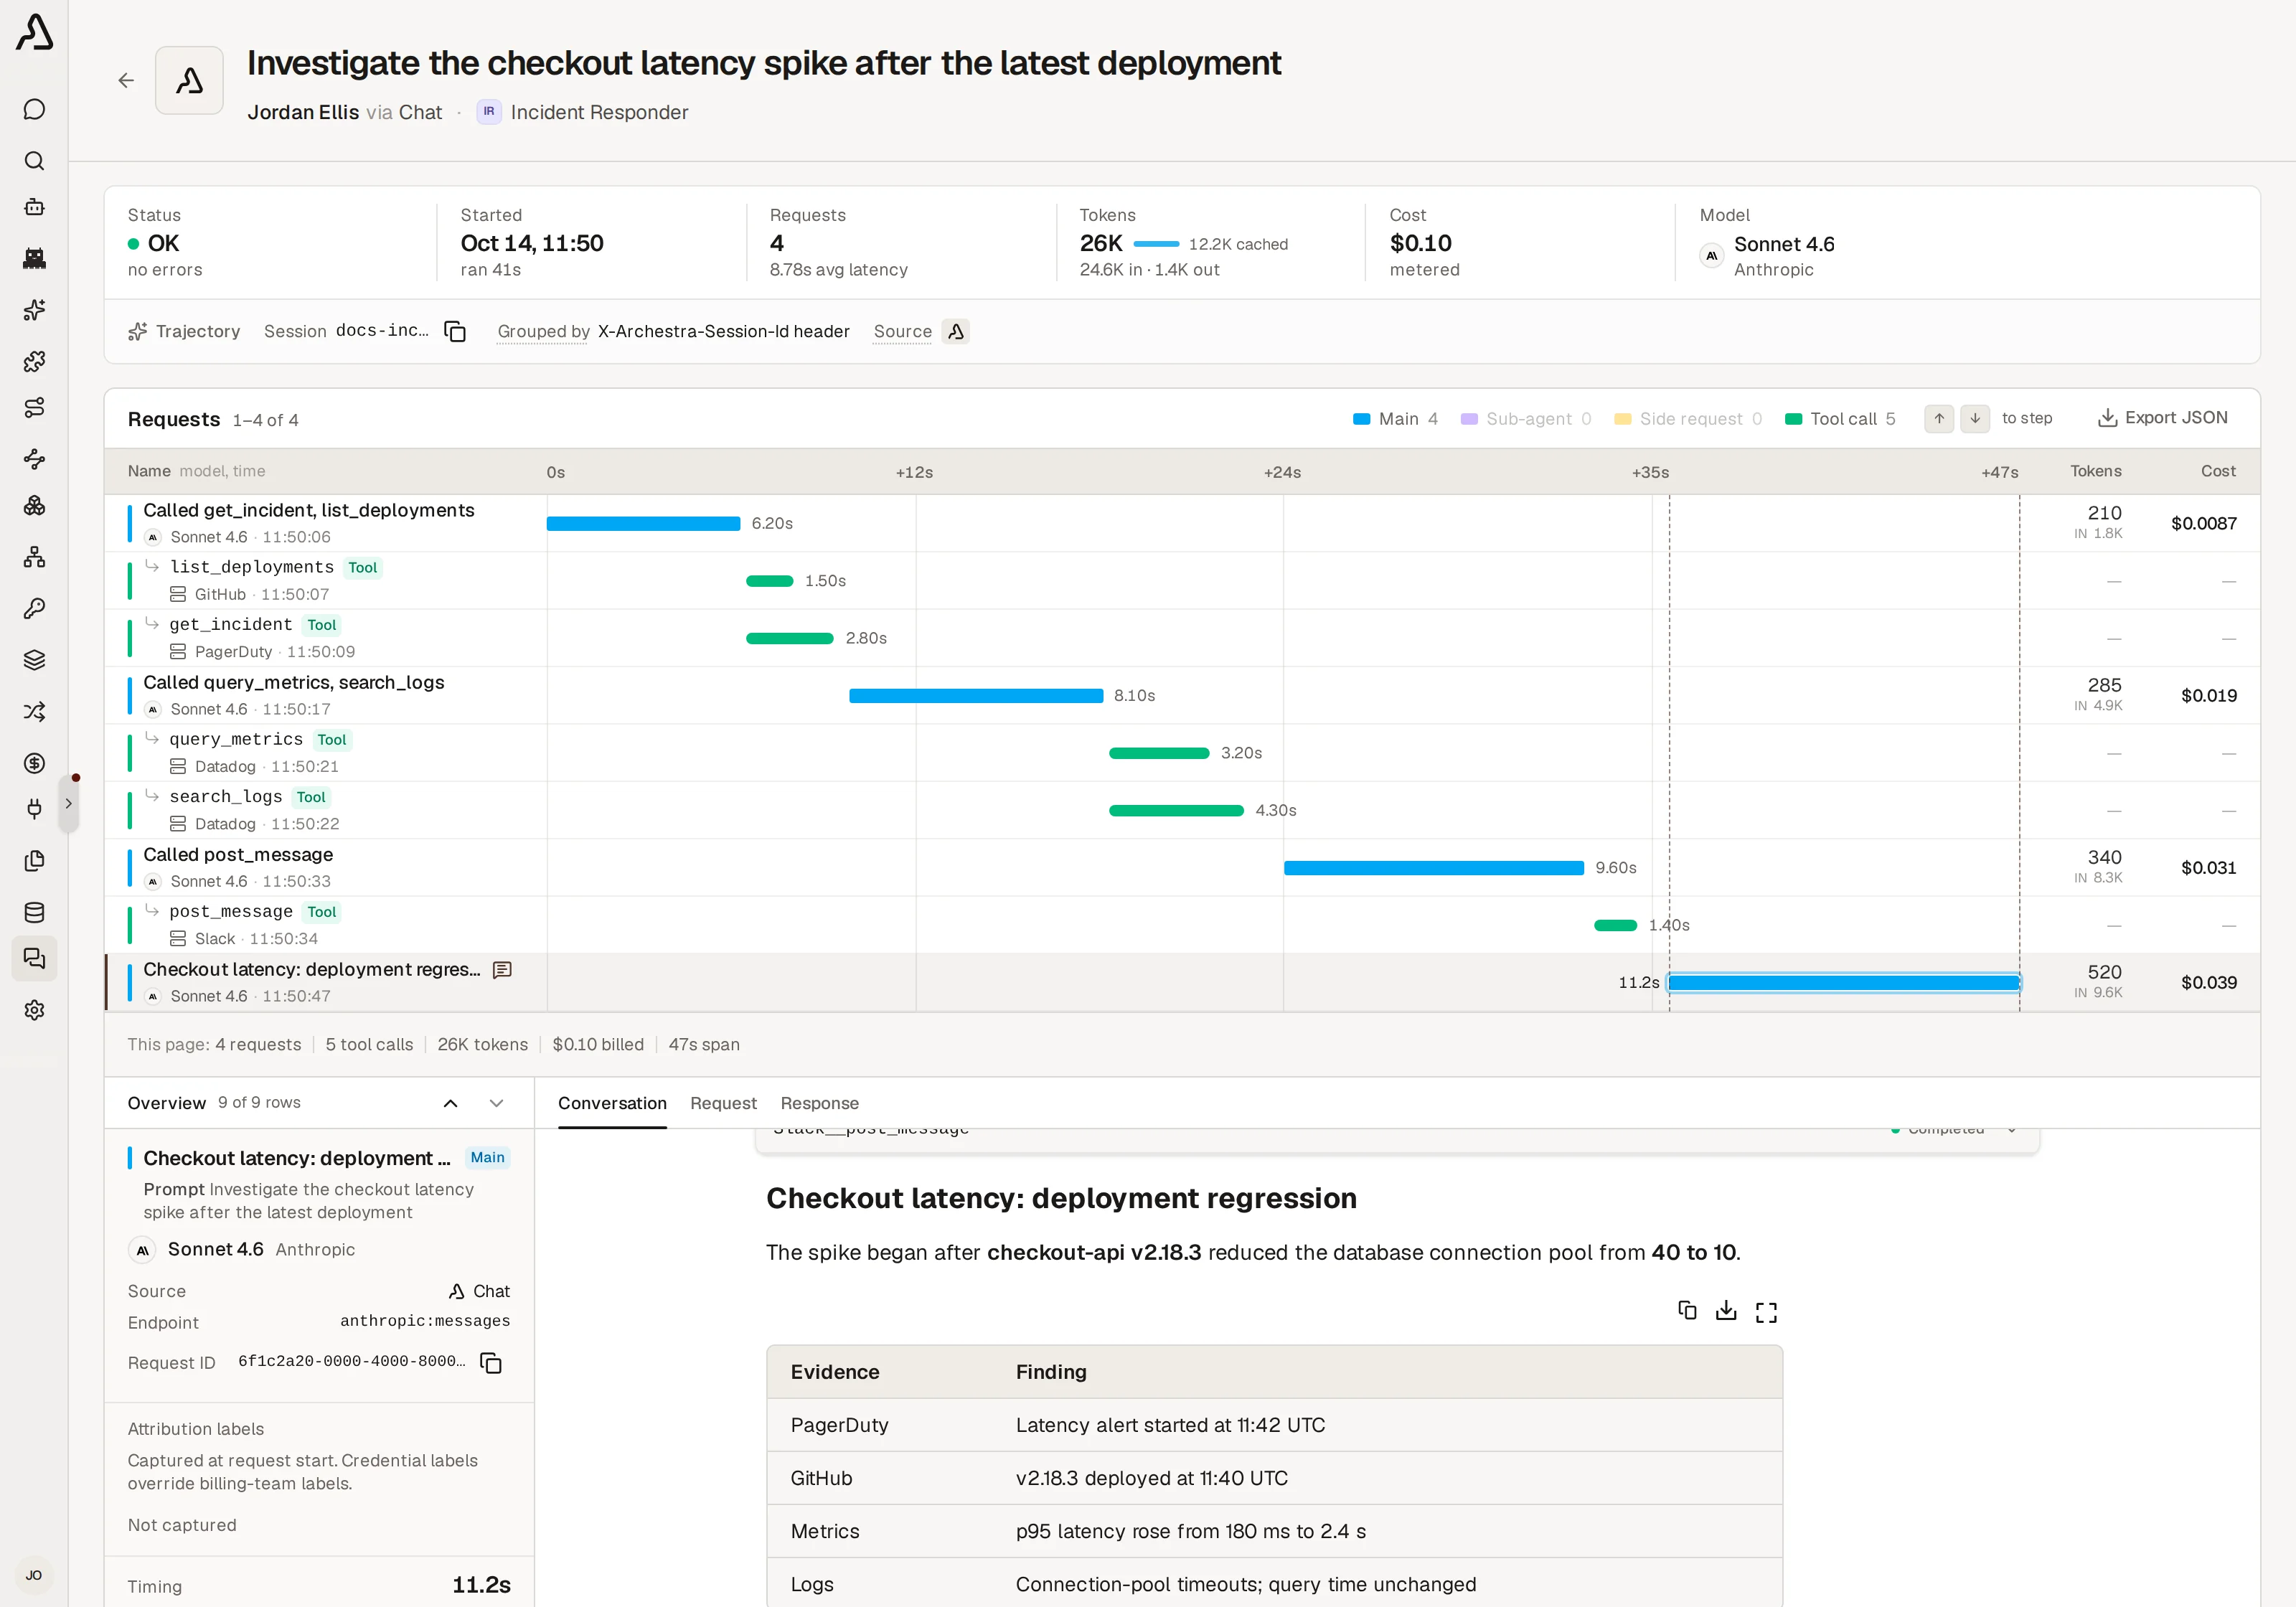 Investigate the checkout latency spike after the latest deployment
Jordan Ellis via Chat · IR Incident Responder
Status
OK
no errors
Started
Oct 14, 11:50
ran 41s
Requests
4
8.78s avg latency
Tokens
26K 12.2K cached
24.6K in · 1.4K out
Cost
$0.10
metered
Model
Sonnet 4.6
Anthropic
Trajectory Session docs-inc… Grouped by X-Archestra-Session-Id header Source
Requests 1–4 of 4 Main 4 Sub-agent 0 Side request 0 Tool call 5 ↑ ↓ to step Export JSON
Name model, time 0s +12s +24s +35s +47s Tokens Cost
Called get_incident, list_deployments
Sonnet 4.6 · 11:50:06
6.20s
210
IN 1.8K
$0.0087
list_deployments Tool
GitHub · 11:50:07
1.50s
— —
get_incident Tool
PagerDuty · 11:50:09
2.80s
— —
Called query_metrics, search_logs
Sonnet 4.6 · 11:50:17
8.10s
285
IN 4.9K
$0.019
query_metrics Tool
Datadog · 11:50:21
3.20s
— —
search_logs Tool
Datadog · 11:50:22
4.30s
— —
Called post_message
Sonnet 4.6 · 11:50:33
9.60s
340
IN 8.3K
$0.031
post_message Tool
Slack · 11:50:34
1.40s
— —
Checkout latency: deployment regres…
Sonnet 4.6 · 11:50:47
11.2s
520
IN 9.6K
$0.039
This page: 4 requests 5 tool calls 26K tokens $0.10 billed 47s span
Overview 9 of 9 rows
Checkout latency: deployment … Main
Prompt Investigate the checkout latency
spike after the latest deployment
Sonnet 4.6 Anthropic
Source Chat
Endpoint anthropic:messages
Request ID 6f1c2a20-0000-4000-8000…
Attribution labels
Captured at request start. Credential labels
override billing-team labels.
Not captured
Timing 11.2s
JO
Conversation Request Response
Slack__post_message Completed
Checkout latency: deployment regression
The spike began after checkout-api v2.18.3 reduced the database connection pool from 40 to 10.
Evidence Finding
PagerDuty Latency alert started at 11:42 UTC
GitHub v2.18.3 deployed at 11:40 UTC
Metrics p95 latency rose from 180 ms to 2.4 s
Logs Connection-pool timeouts; query time unchanged